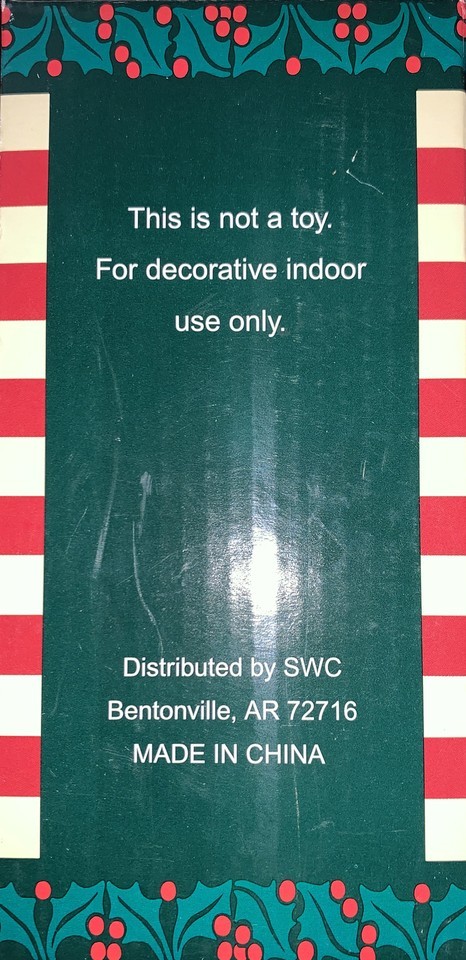 This is not a toy.
For decorative indoor
use only.
Distributed by SWC
Bentonville, AR 72716
MADE IN CHINA